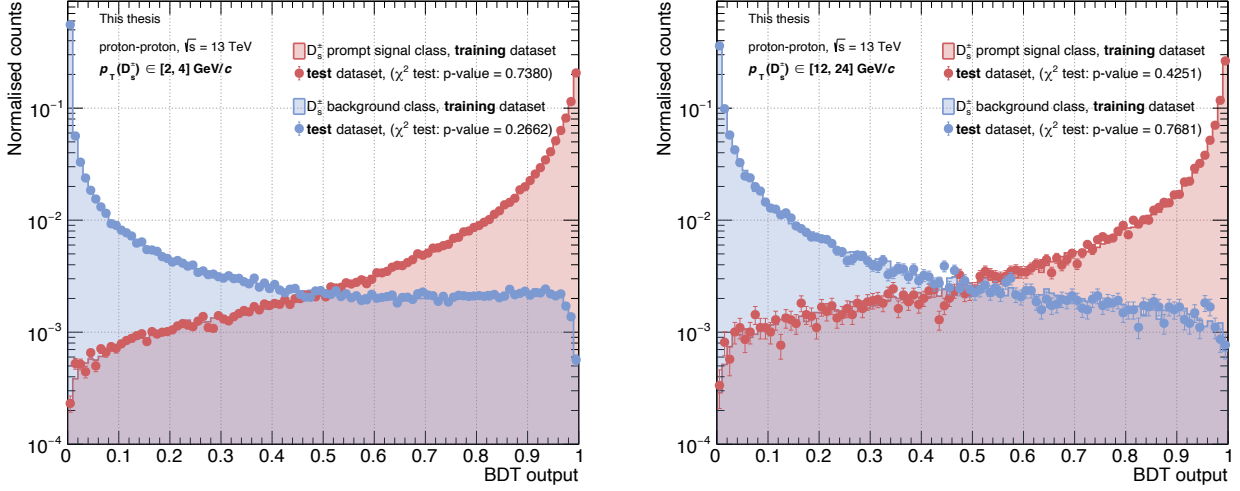 Normalised counts
10⁻¹
10⁻²
10⁻³
10⁻⁴
This thesis
proton-proton, √s = 13 TeV
p_T(D_s^±) ∈ [2, 4] GeV/c
D_s^± prompt signal class, training dataset
test dataset, (χ² test: p-value = 0.7380)
D_s^± background class, training dataset
test dataset, (χ² test: p-value = 0.2662)
0 0.1 0.2 0.3 0.4 0.5 0.6 0.7 0.8 0.9 1
BDT output
Normalised counts
10⁻¹
10⁻²
10⁻³
10⁻⁴
This thesis
proton-proton, √s = 13 TeV
p_T(D_s^±) ∈ [12, 24] GeV/c
D_s^± prompt signal class, training dataset
test dataset, (χ² test: p-value = 0.4251)
D_s^± background class, training dataset
test dataset, (χ² test: p-value = 0.7681)
0 0.1 0.2 0.3 0.4 0.5 0.6 0.7 0.8 0.9 1
BDT output